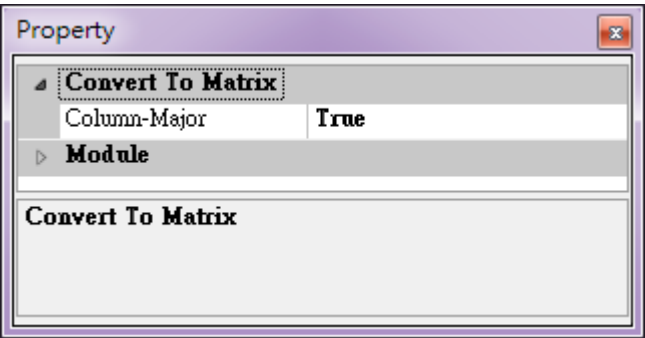 Property
Convert To Matrix
Column-Major True
Module
Convert To Matrix